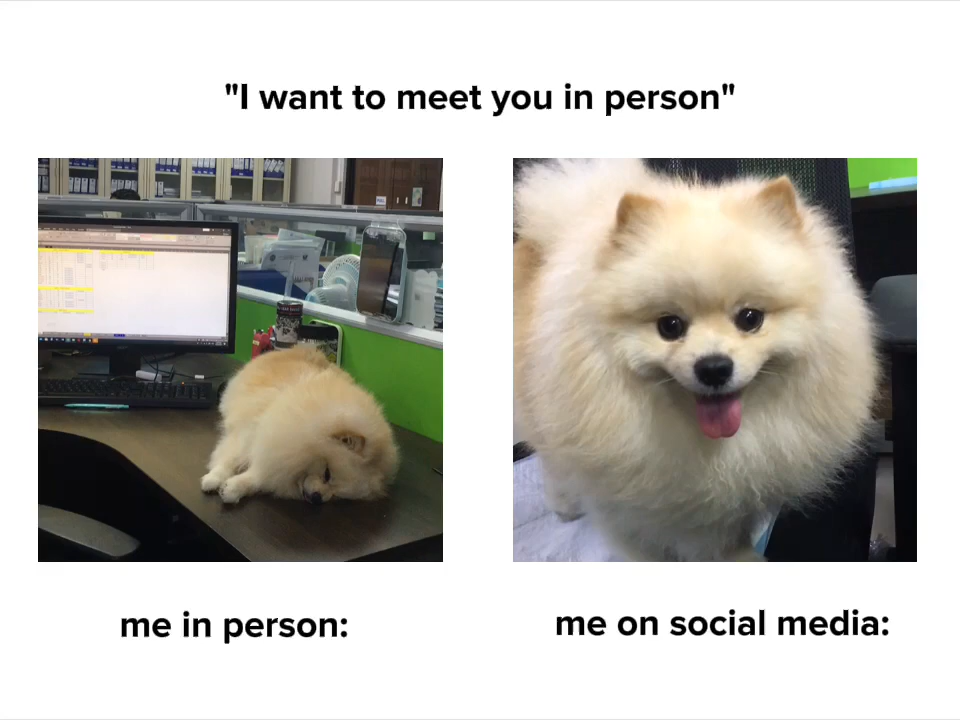 "I want to meet you in person"
me in person:
me on social media: